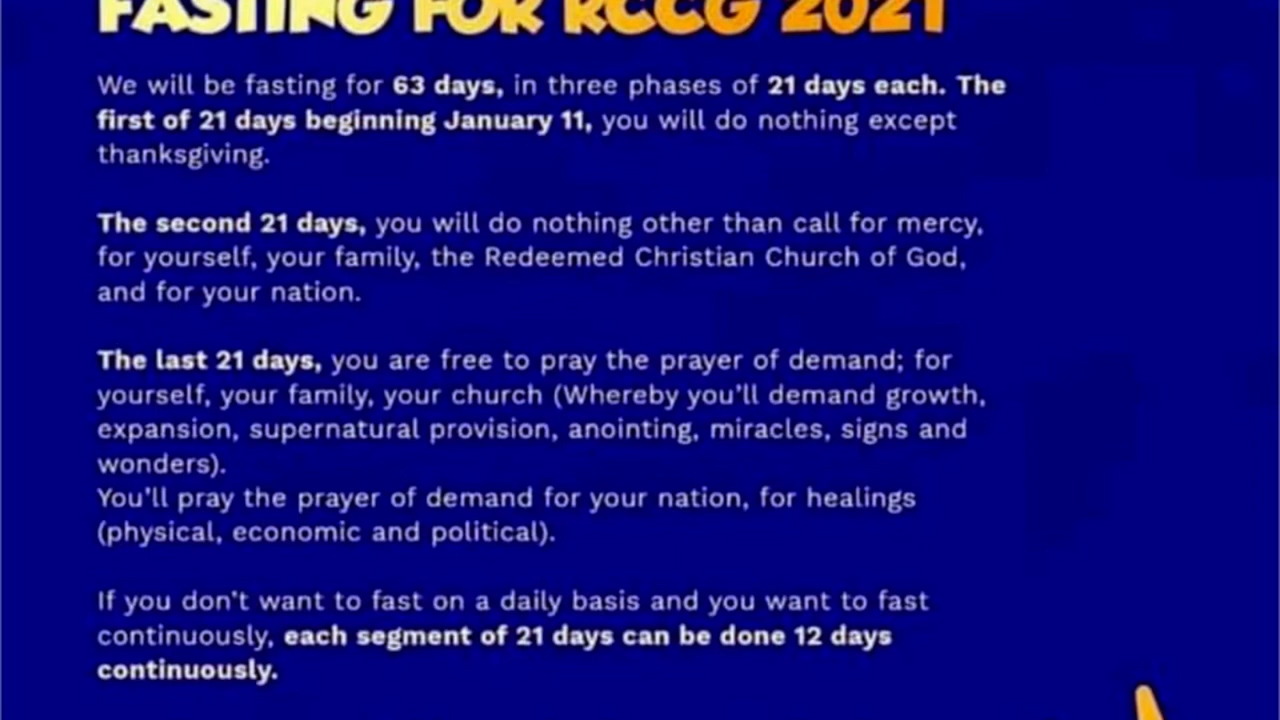 FASTING FOR RCCG 2021
We will be fasting for 63 days, in three phases of 21 days each. The
first of 21 days beginning January 11, you will do nothing except
thanksgiving.
The second 21 days, you will do nothing other than call for mercy,
for yourself, your family, the Redeemed Christian Church of God,
and for your nation.
The last 21 days, you are free to pray the prayer of demand; for
yourself, your family, your church (Whereby you'll demand growth,
expansion, supernatural provision, anointing, miracles, signs and
wonders).
You'll pray the prayer of demand for your nation, for healings
(physical, economic and political).
If you don't want to fast on a daily basis and you want to fast
continuously, each segment of 21 days can be done 12 days
continuously.